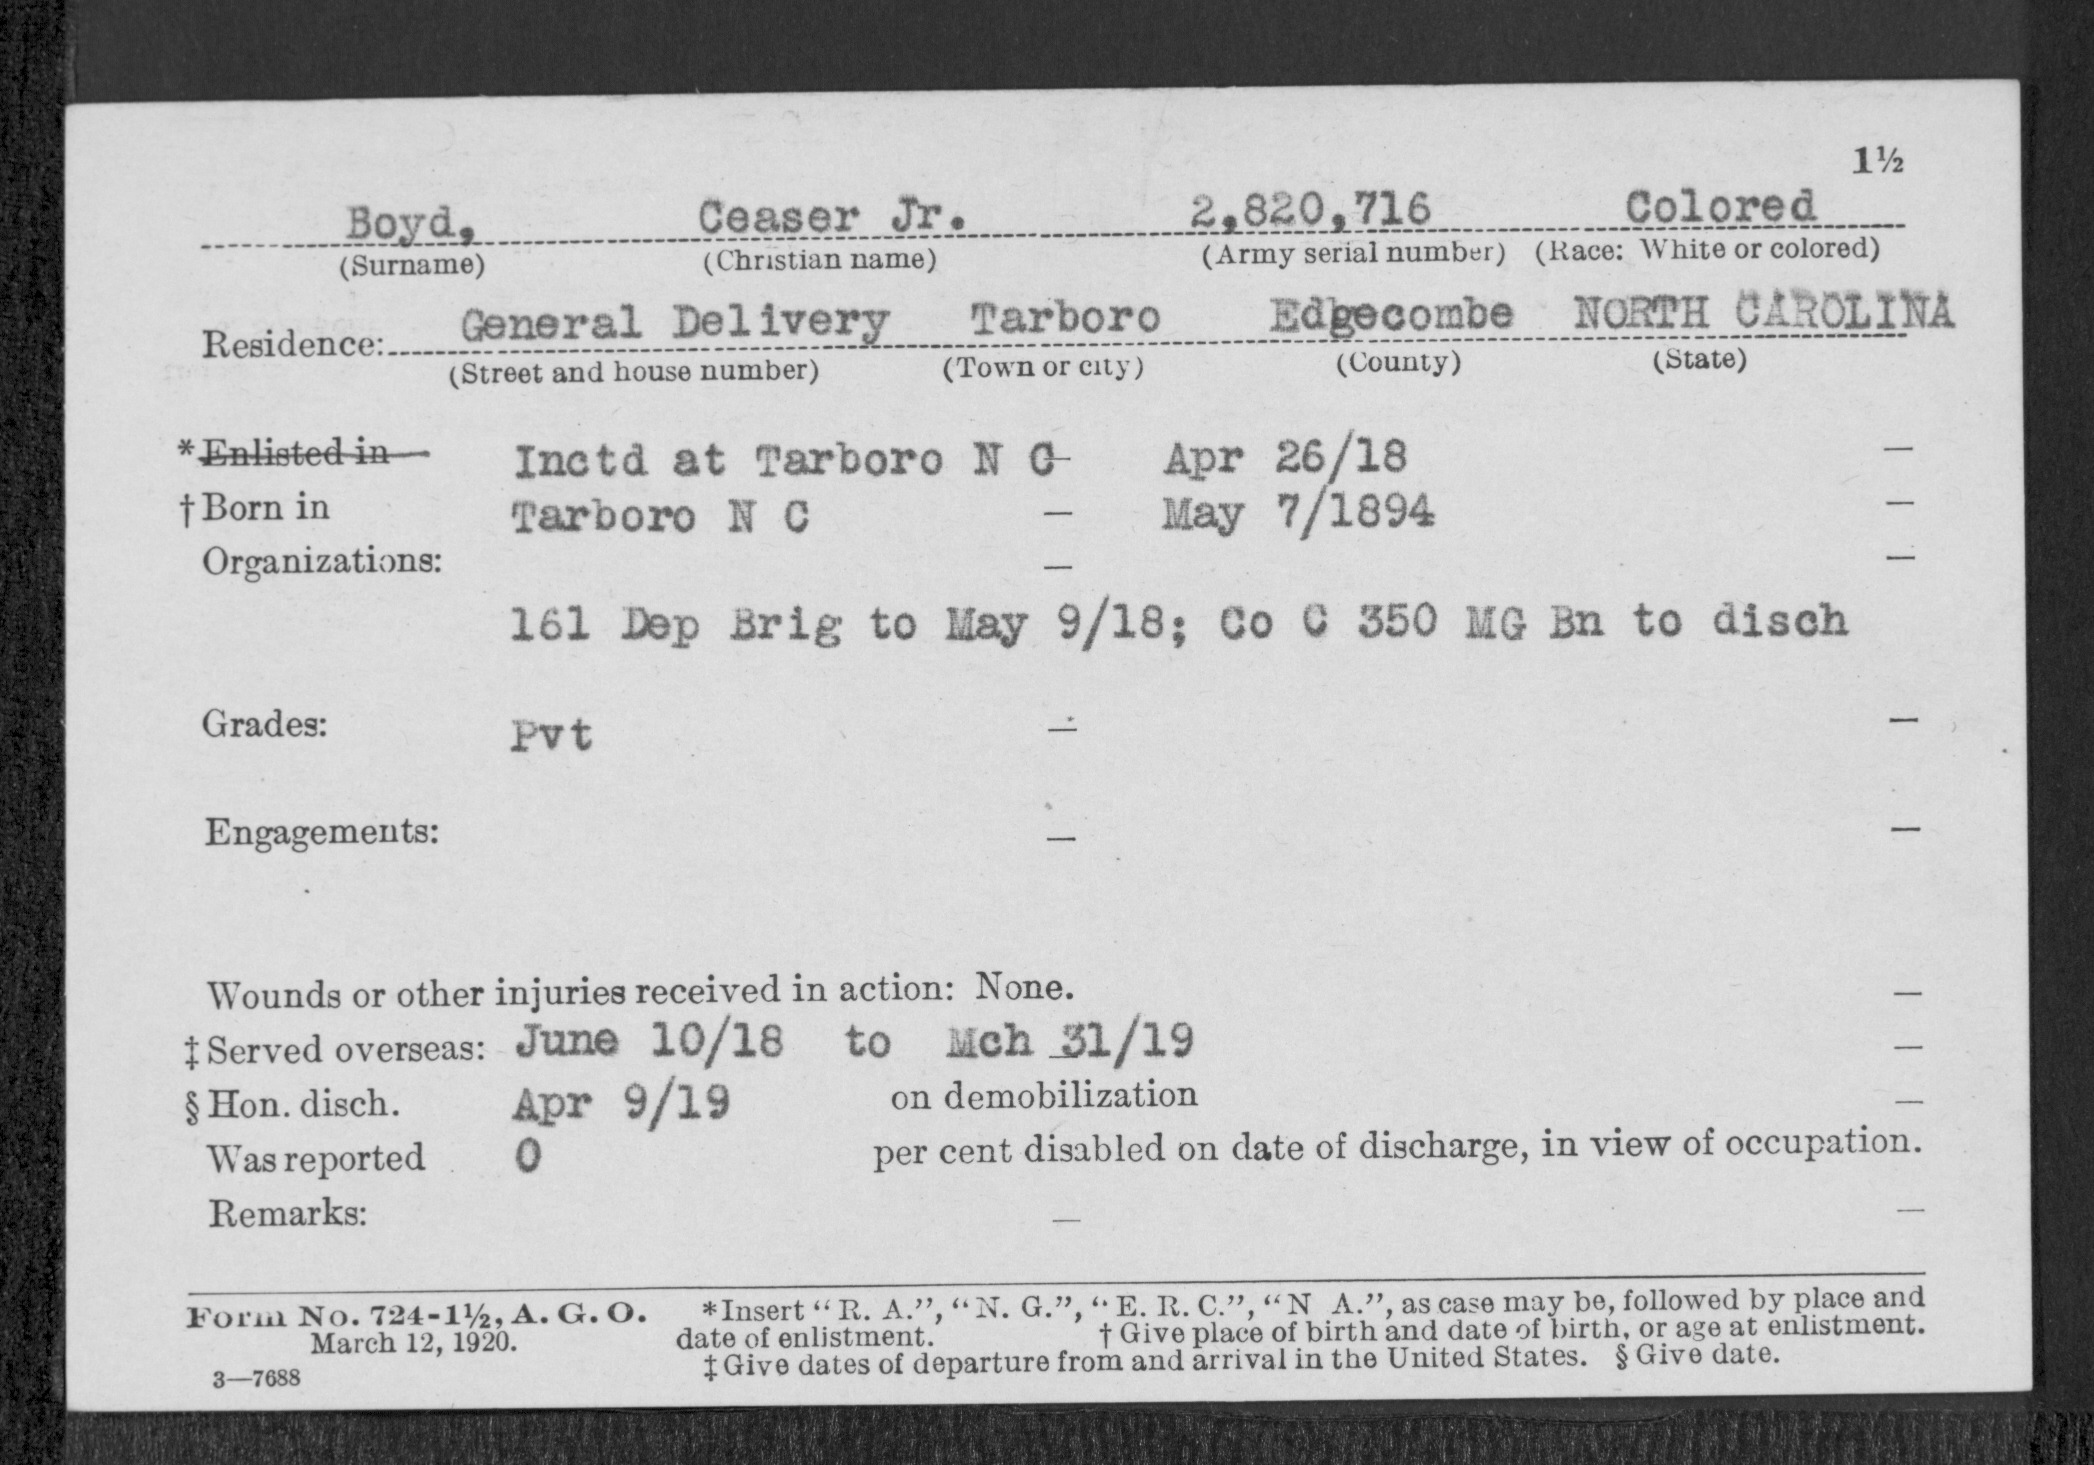 1½
Boyd, Ceaser Jr. 2,820,716 Colored
(Surname) (Christian name) (Army serial number) (Race: White or colored)
Residence: General Delivery Tarboro Edgecombe NORTH CAROLINA
(Street and house number) (Town or city) (County) (State)
* Enlisted in Inctd at Tarboro N C — Apr 26/18 —
† Born in Tarboro N C — May 7/1894 —
Organizations: — —
161 Dep Brig to May 9/18; Co C 350 MG Bn to disch
Grades: Pvt — —
Engagements: — —
Wounds or other injuries received in action: None. —
‡ Served overseas: June 10/18 to Mch 31/19 —
§ Hon. disch. Apr 9/19 on demobilization —
Was reported 0 per cent disabled on date of discharge, in view of occupation.
Remarks: — —
Form No. 724-1½, A. G. O. * Insert “R. A.”, “N. G.”, “E. R. C.”, “N A.”, as case may be, followed by place and
March 12, 1920. date of enlistment. † Give place of birth and date of birth, or age at enlistment.
3—7688 ‡ Give dates of departure from and arrival in the United States. § Give date.